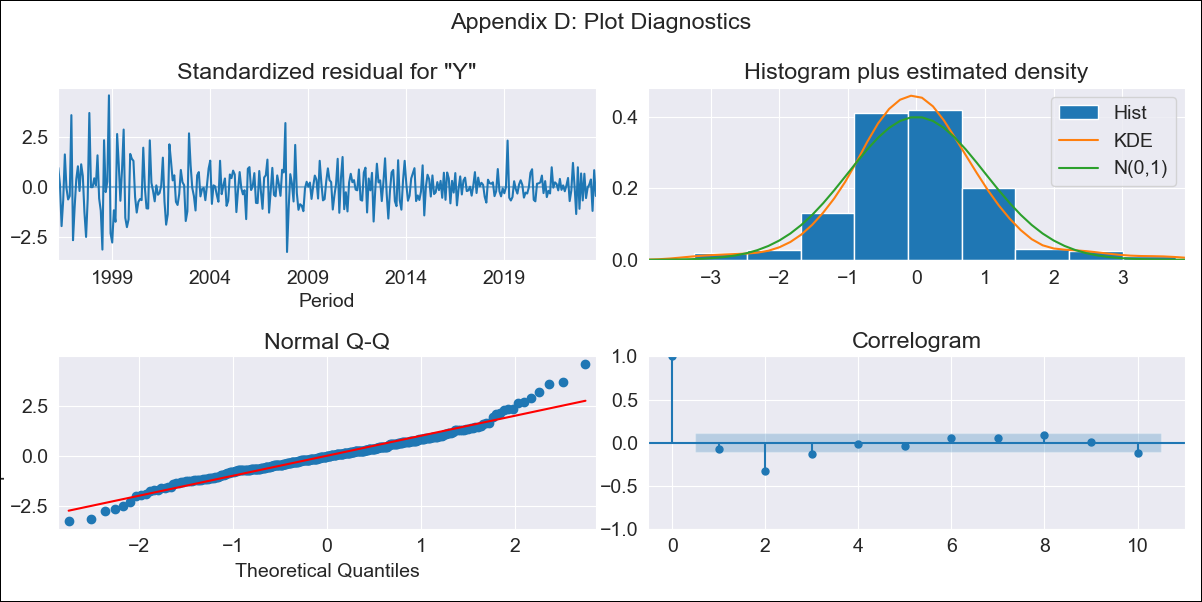 Appendix D: Plot Diagnostics
Standardized residual for "Y"
2.5
0.0
−2.5
1999 2004 2009 2014 2019
Period
Histogram plus estimated density
0.4
0.2
0.0
−3 −2 −1 0 1 2 3
Hist
KDE
N(0,1)
Normal Q-Q
2.5
0.0
−2.5
−2 −1 0 1 2
Theoretical Quantiles
Correlogram
1.0
0.5
0.0
−0.5
−1.0
0 2 4 6 8 10